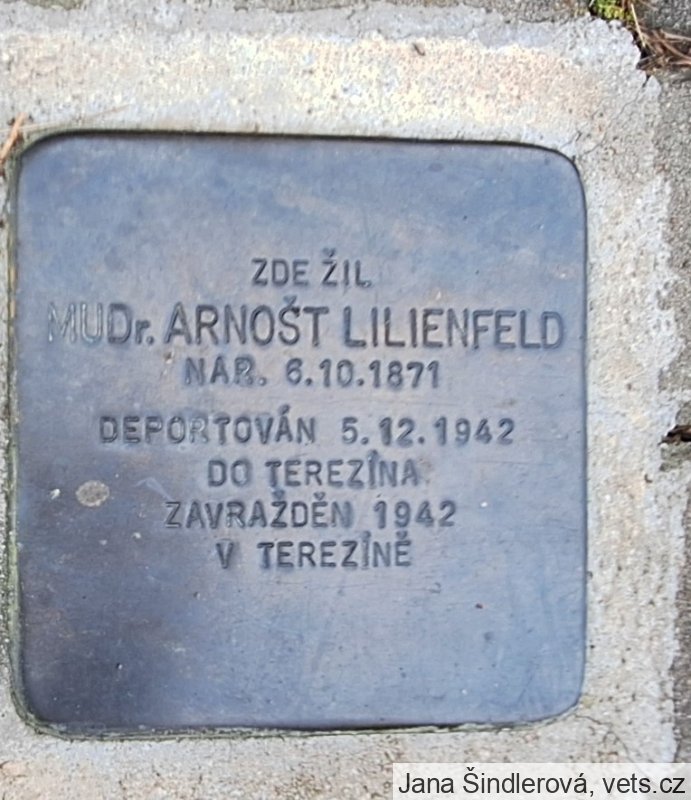 ZDE ŽIL
MUDr. ARNOŠT LILIENFELD
NAR. 6.10.1871
DEPORTOVÁN 5.12.1942
DO TEREZÍNA
ZAVRAŽDĚN 1942
V TEREZÍNĚ
Jana Šindlerová, vets.cz